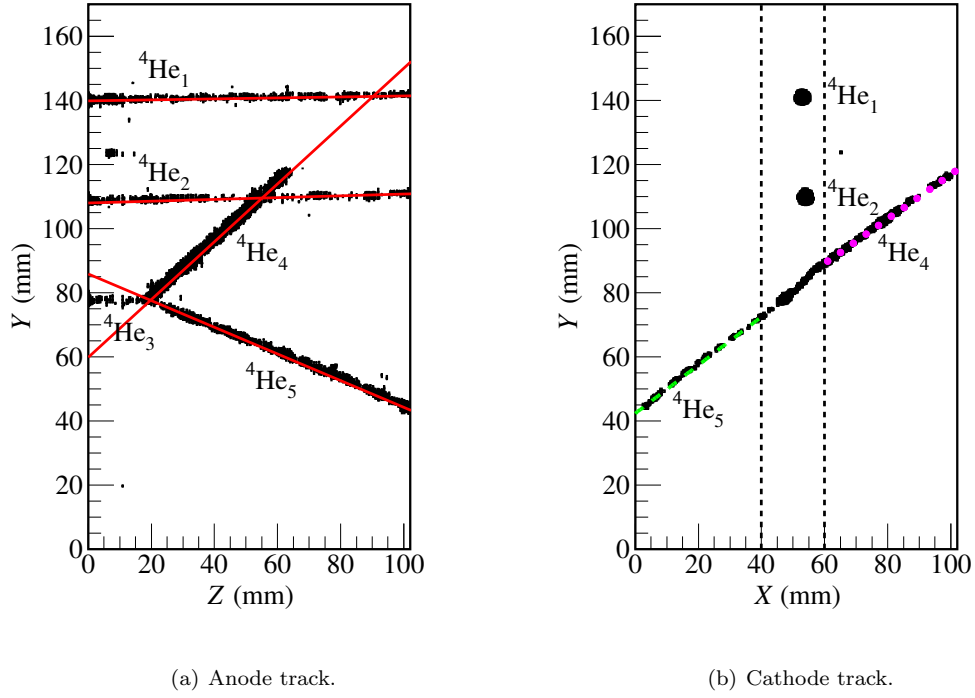 160
140
120
100
80
60
40
20
0
Y (mm)
⁴He₁
⁴He₂
⁴He₄
⁴He₃
⁴He₅
0 20 40 60 80 100
Z (mm)
(a) Anode track.
160
140
120
100
80
60
40
20
0
Y (mm)
⁴He₁
⁴He₂
⁴He₄
⁴He₅
0 20 40 60 80 100
X (mm)
(b) Cathode track.